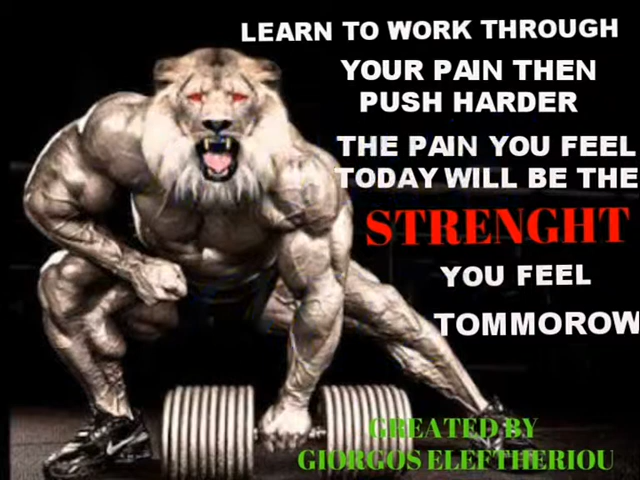 LEARN TO WORK THROUGH
YOUR PAIN THEN
PUSH HARDER
THE PAIN YOU FEEL
TODAY WILL BE THE
STRENGHT
YOU FEEL
TOMMOROW
GREATED BY
GIORGOS ELEFTHERIOU